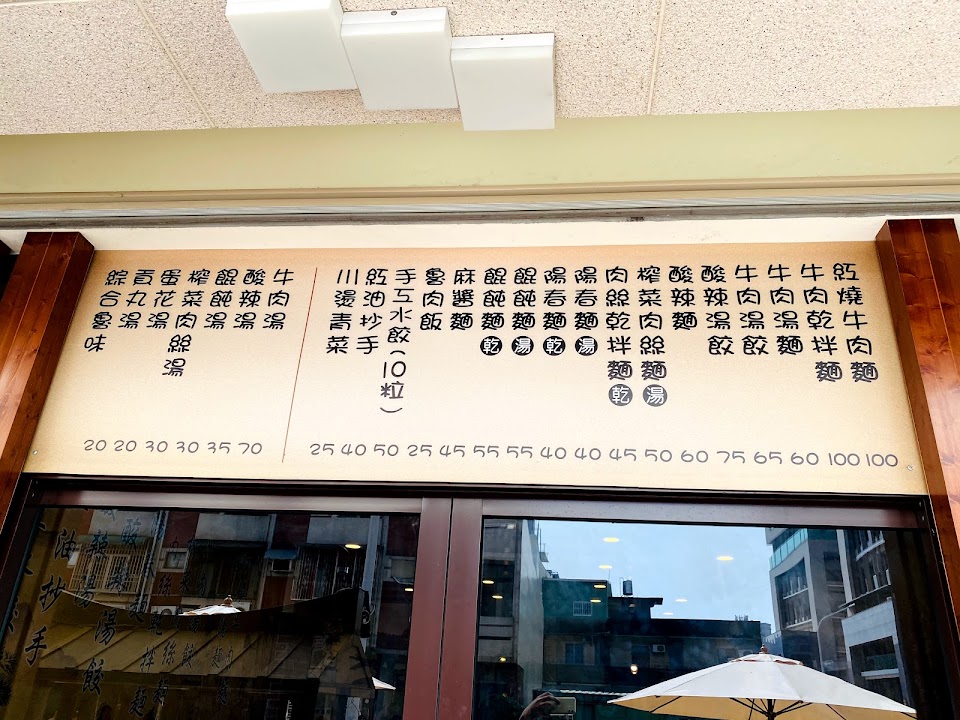 紅燒牛肉麵 100
牛肉乾拌麵 100
牛肉湯麵 60
牛肉湯餃 65
酸辣湯餃 75
酸辣麵 60
榨菜肉絲麵湯 50
肉絲乾拌麵乾 45
陽春麵湯 40
陽春麵乾 40
餛飩麵湯 55
餛飩麵乾 55
麻醬麵 45
魯肉飯 25
手工水餃(10粒) 50
紅油抄手 40
川燙青菜 25
牛肉湯
酸辣湯
餛飩湯
榨菜肉絲湯
蛋花湯
貢丸湯
綜合魯味
20 20 30 30 35 70
油抄手